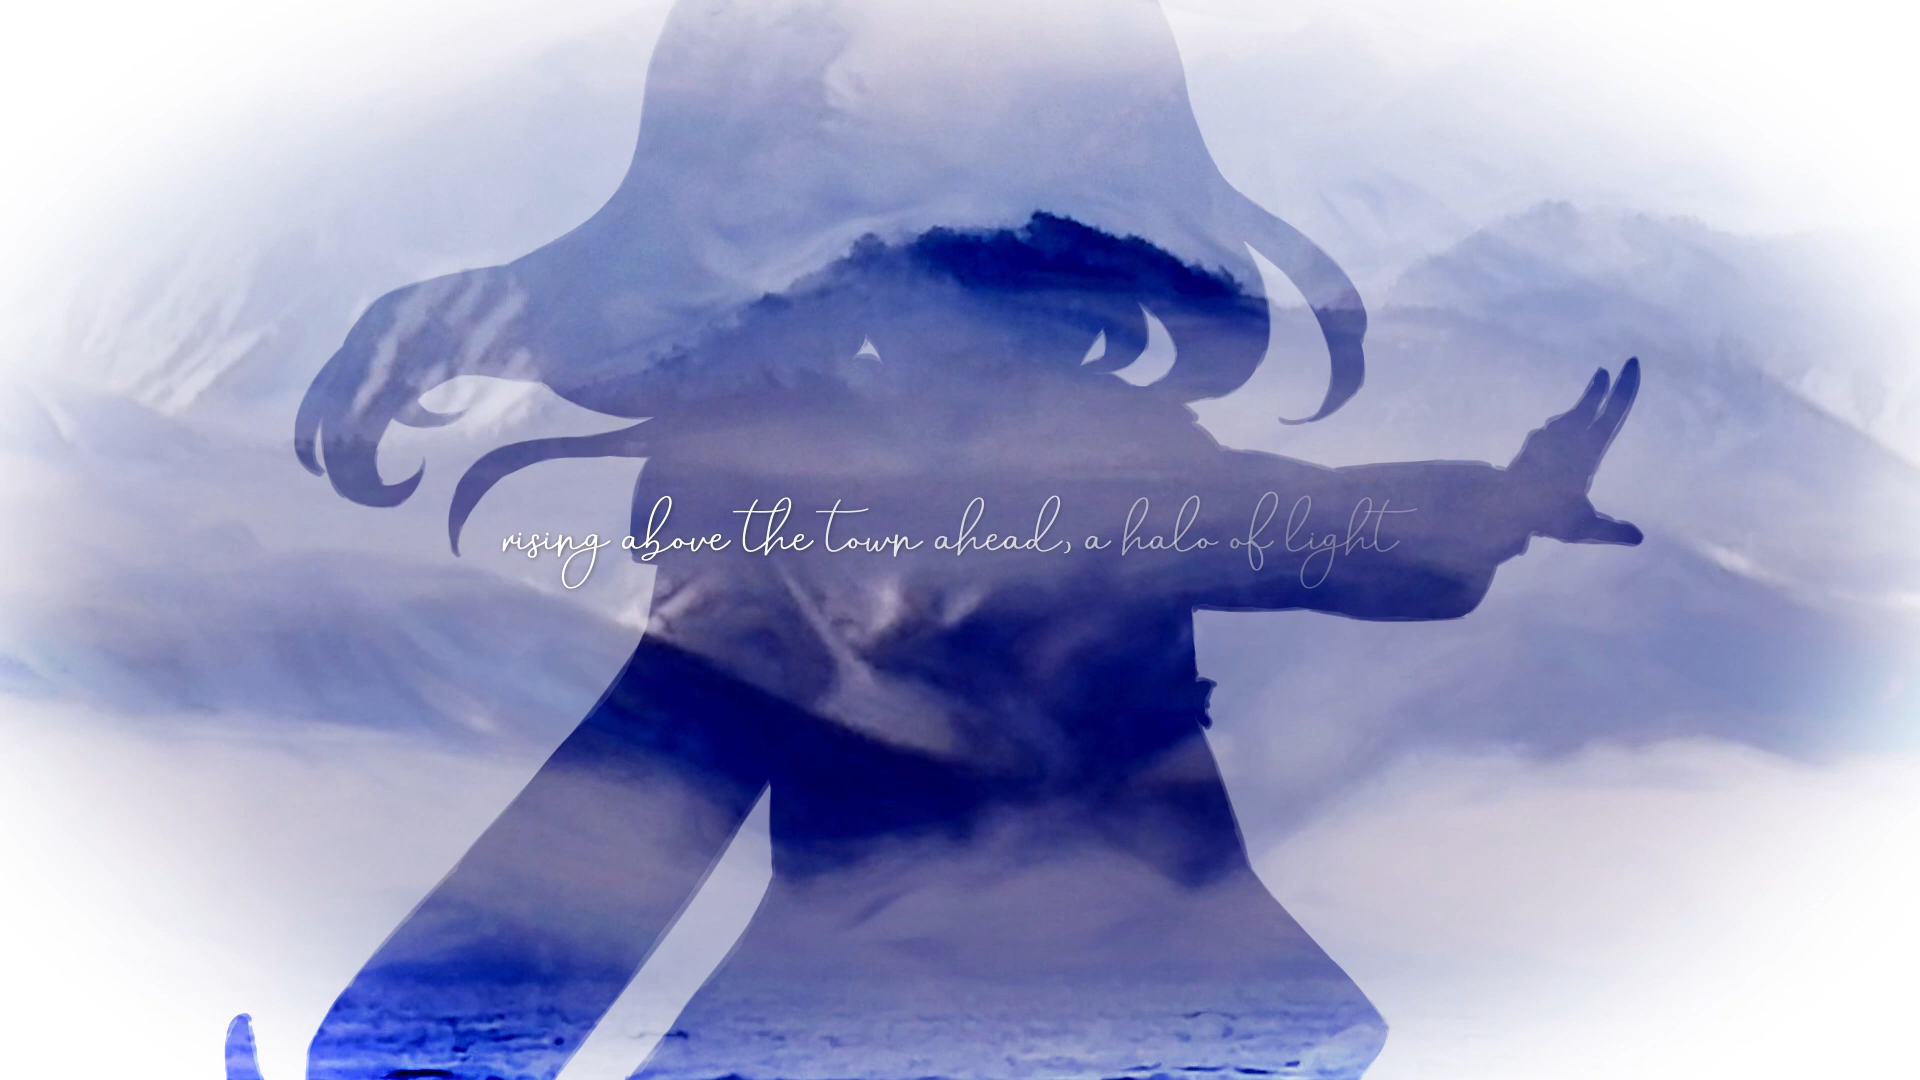 rising above the town ahead, a halo of light